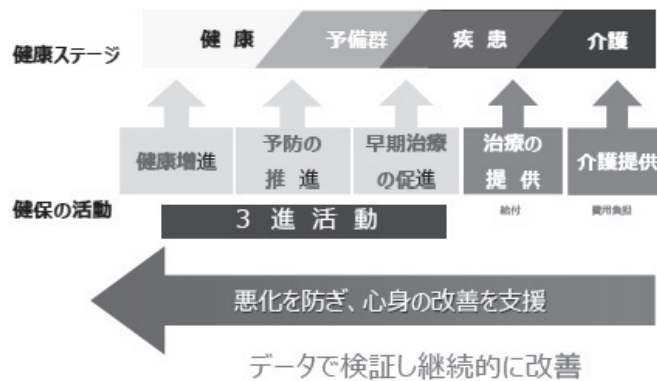 健康ステージ
健 康
予備群
疾 患
介護
健康増進
予防の
推 進
早期治療
の促進
治療の
提 供
介護提供
健保の活動
3 進 活 動
給付
費用負担
悪化を防ぎ、心身の改善を支援
データで検証し継続的に改善